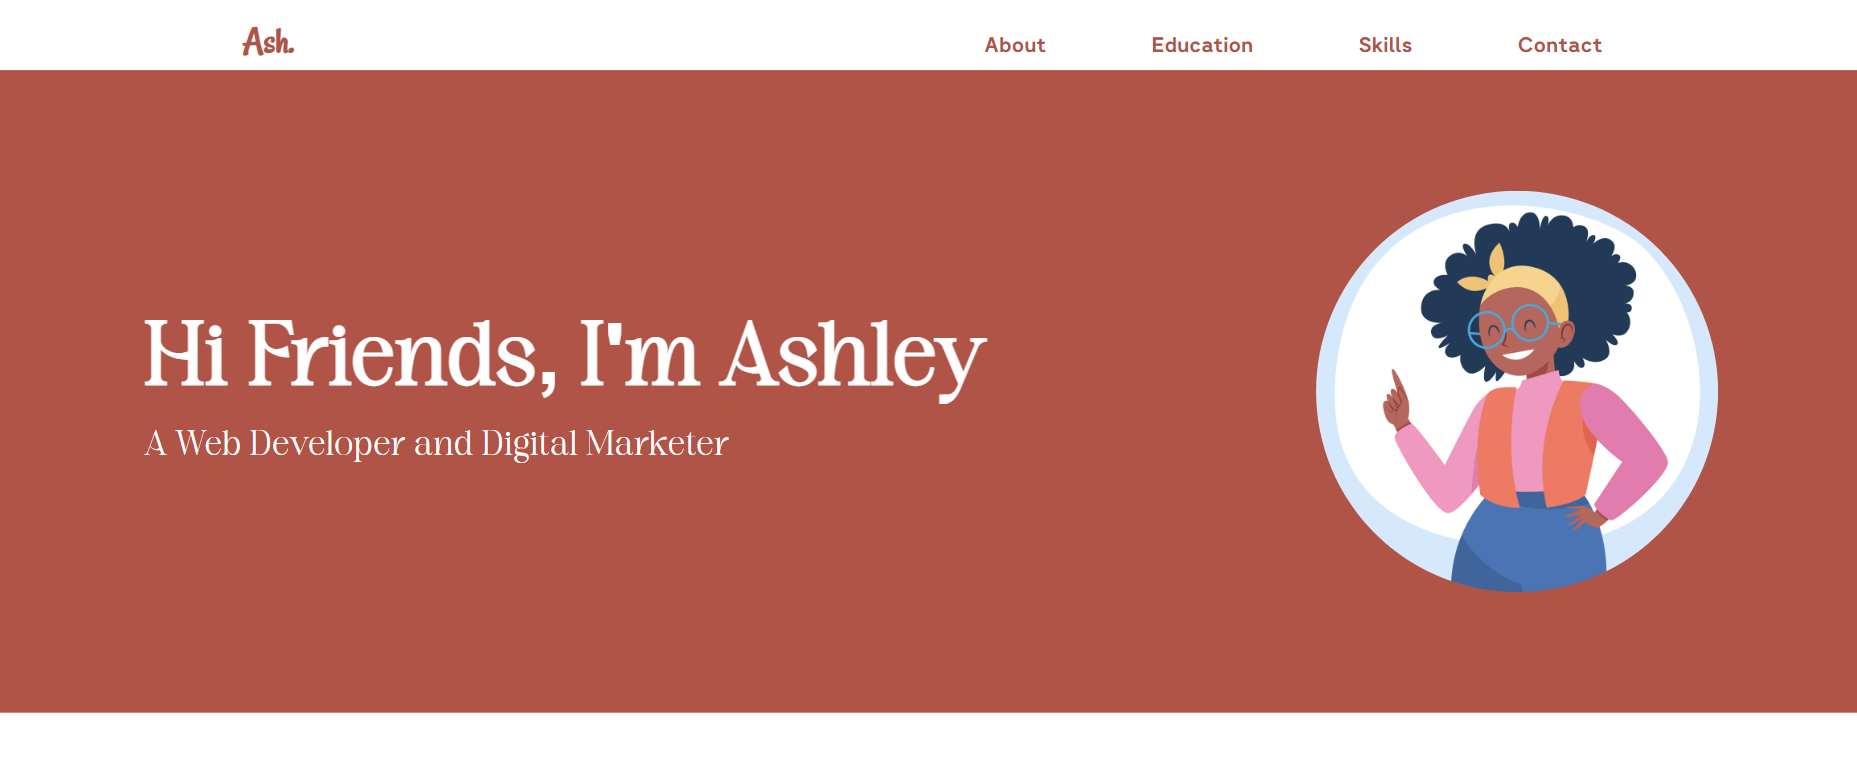 Ash.
About Education Skills Contact
Hi Friends, I'm Ashley
A Web Developer and Digital Marketer